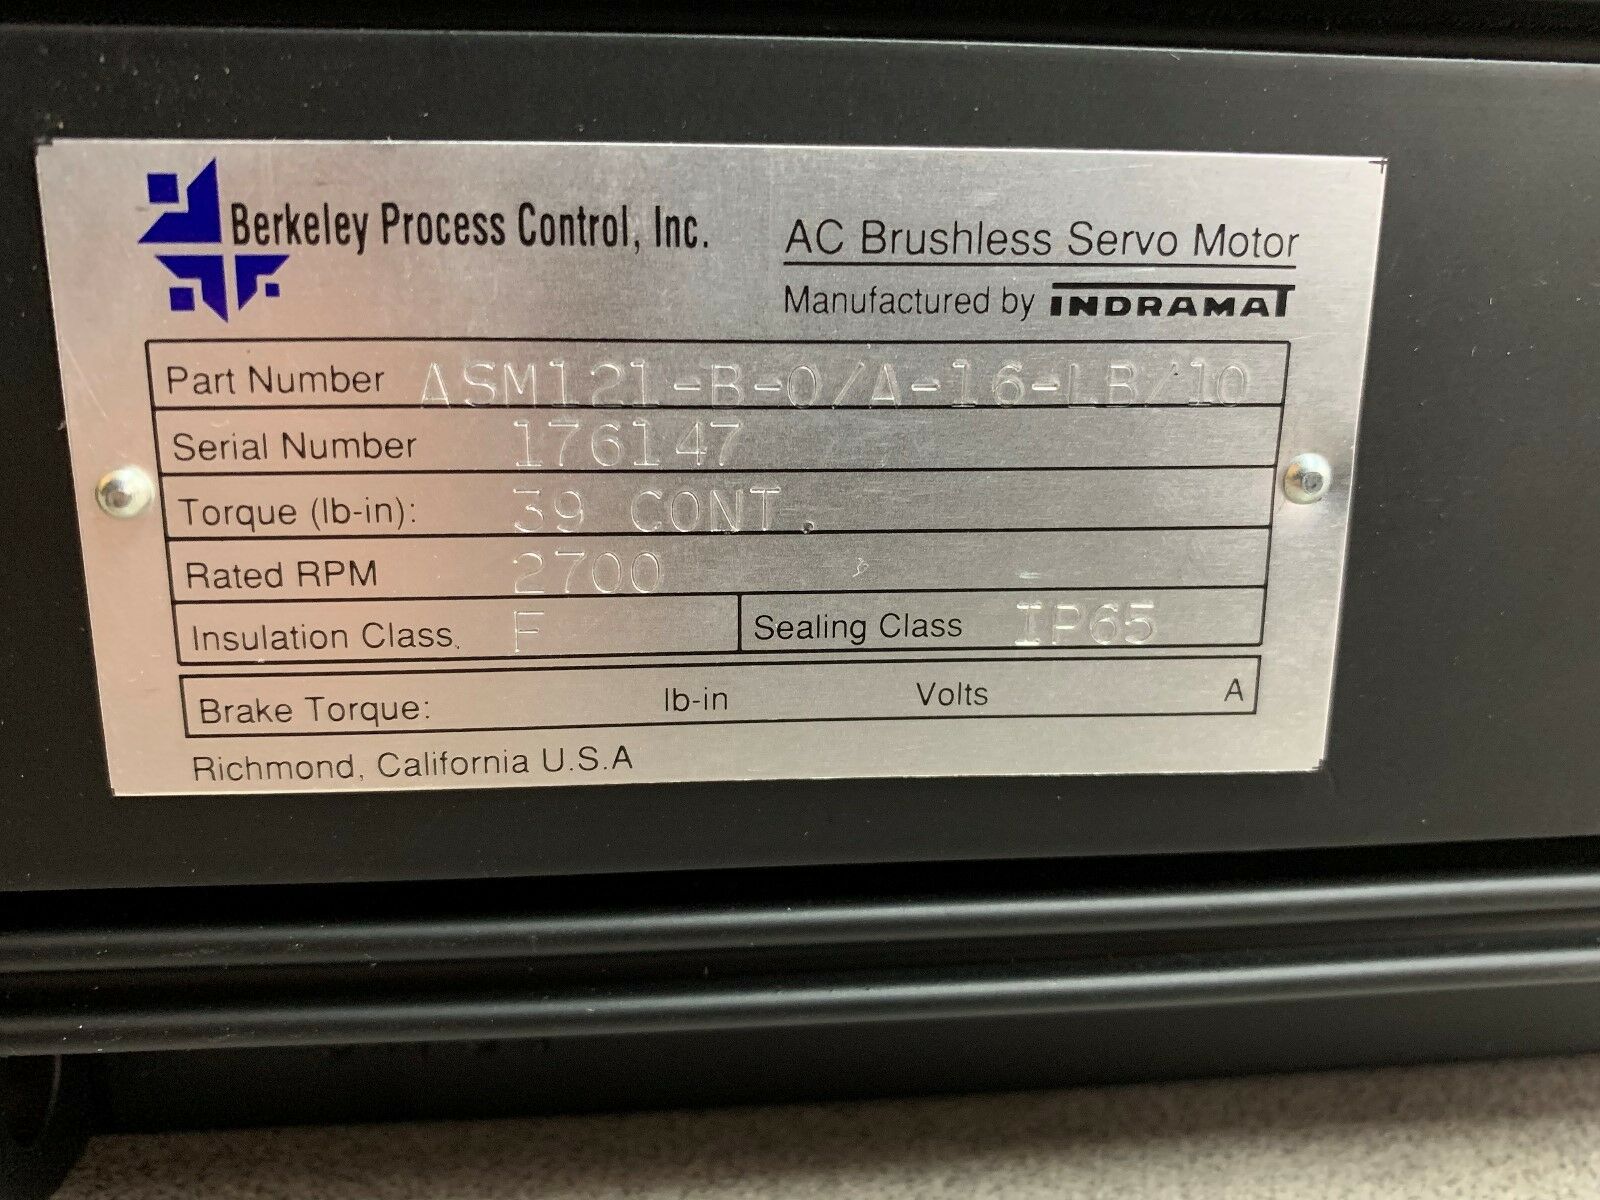 Berkeley Process Control, Inc.
AC Brushless Servo Motor
Manufactured by INDRAMAT
Part Number ASM121-B-0/A-16-LB/10
Serial Number 176147
Torque (lb-in): 39 CONT.
Rated RPM 2700
Insulation Class. F Sealing Class IP65
Brake Torque: lb-in Volts A
Richmond, California U.S.A